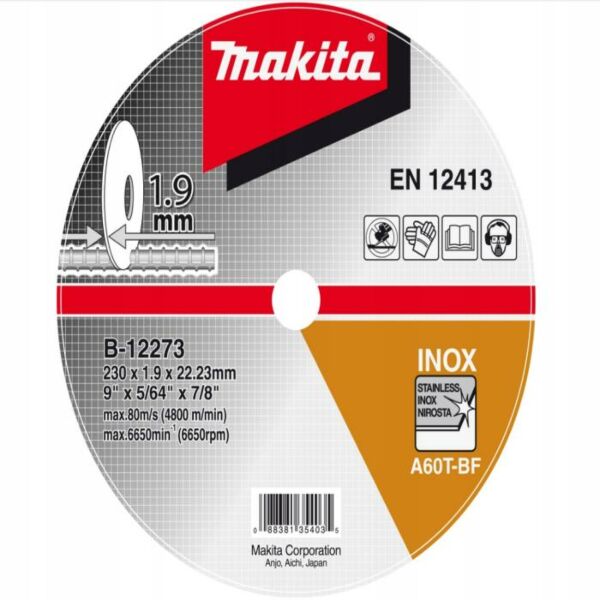 makita®
EN 12413
1.9
mm
B-12273
230 x 1.9 x 22.23mm
9" x 5/64" x 7/8"
max.80m/s (4800 m/min)
max.6650min⁻¹ (6650rpm)
INOX
STAINLESS
INOX
NIROSTA
A60T-BF
0 88381 35403 5
Makita Corporation
Anjo, Aichi, Japan